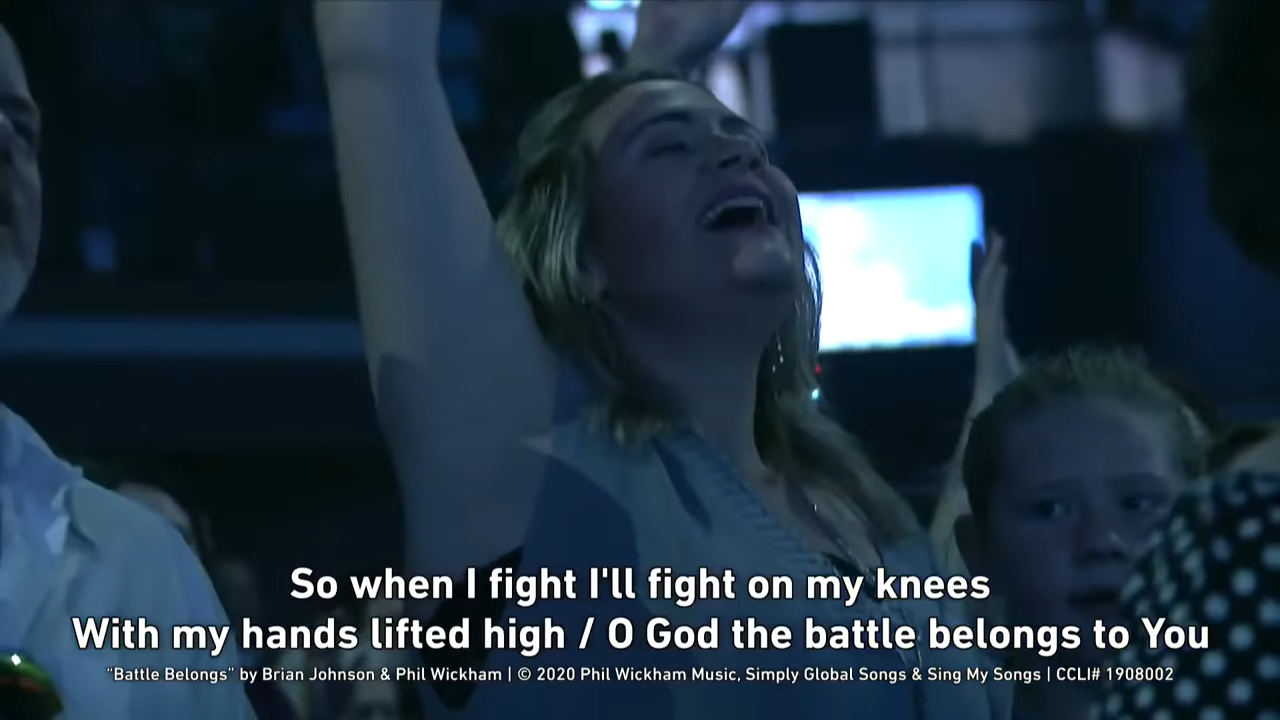 So when I fight I'll fight on my knees
With my hands lifted high / O God the battle belongs to You
“Battle Belongs” by Brian Johnson & Phil Wickham | © 2020 Phil Wickham Music, Simply Global Songs & Sing My Songs | CCLI# 1908002